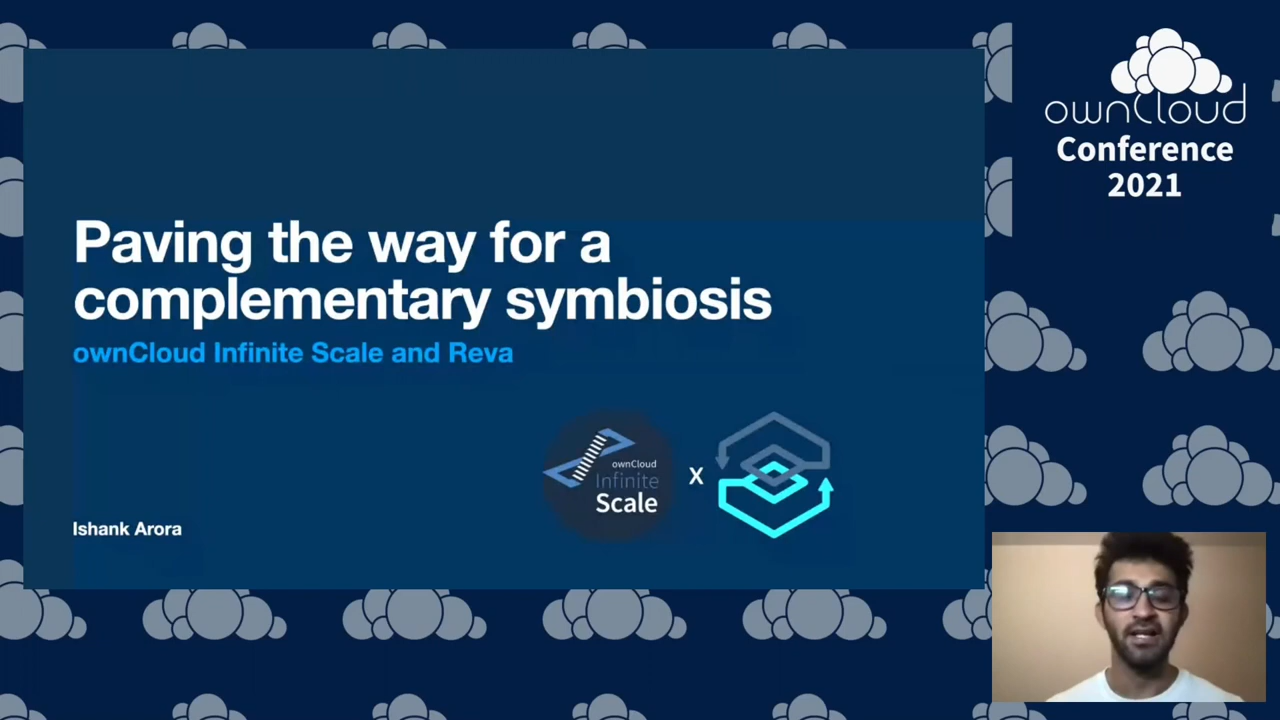 Paving the way for a
complementary symbiosis
ownCloud Infinite Scale and Reva
ownCloud
Infinite
Scale
X
Ishank Arora
ownCloud
Conference
2021